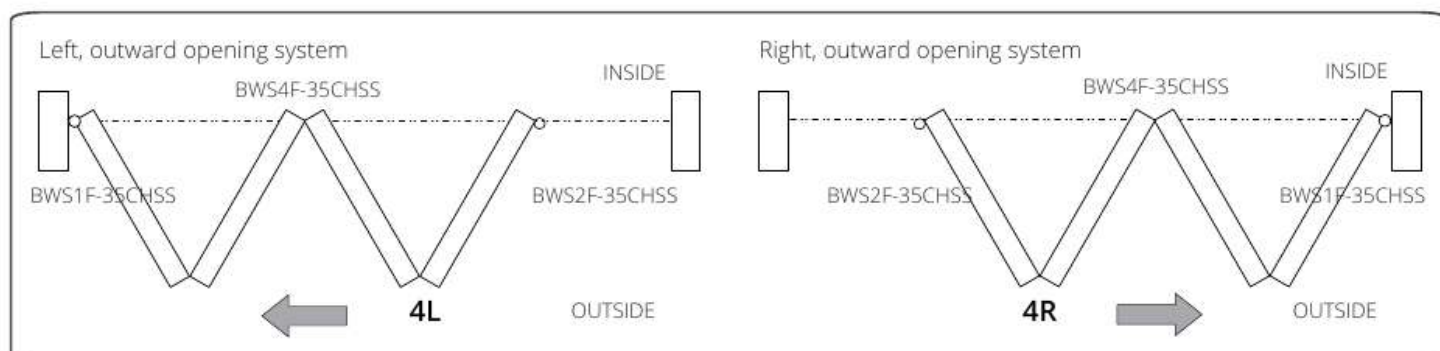 Left, outward opening system
INSIDE
BWS4F-35CHSS
BWS1F-35CHSS
BWS2F-35CHSS
4L
OUTSIDE
Right, outward opening system
INSIDE
BWS4F-35CHSS
BWS2F-35CHSS
BWS1F-35CHSS
4R
OUTSIDE